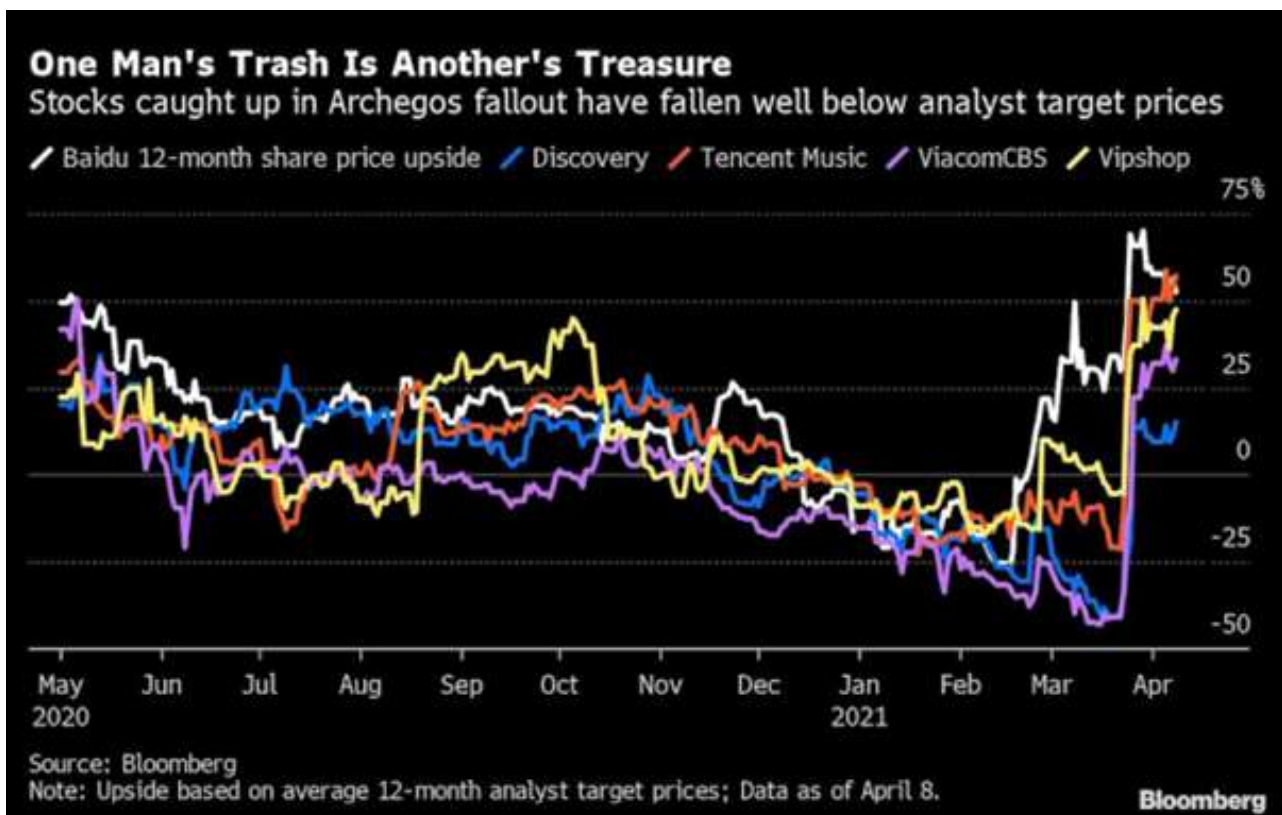 One Man's Trash Is Another's Treasure
Stocks caught up in Archegos fallout have fallen well below analyst target prices
Baidu 12-month share price upside Discovery Tencent Music ViacomCBS Vipshop
75%
50
25
0
-25
-50
May Jun Jul Aug Sep Oct Nov Dec Jan Feb Mar Apr
2020 2021
Source: Bloomberg
Note: Upside based on average 12-month analyst target prices; Data as of April 8.
Bloomberg